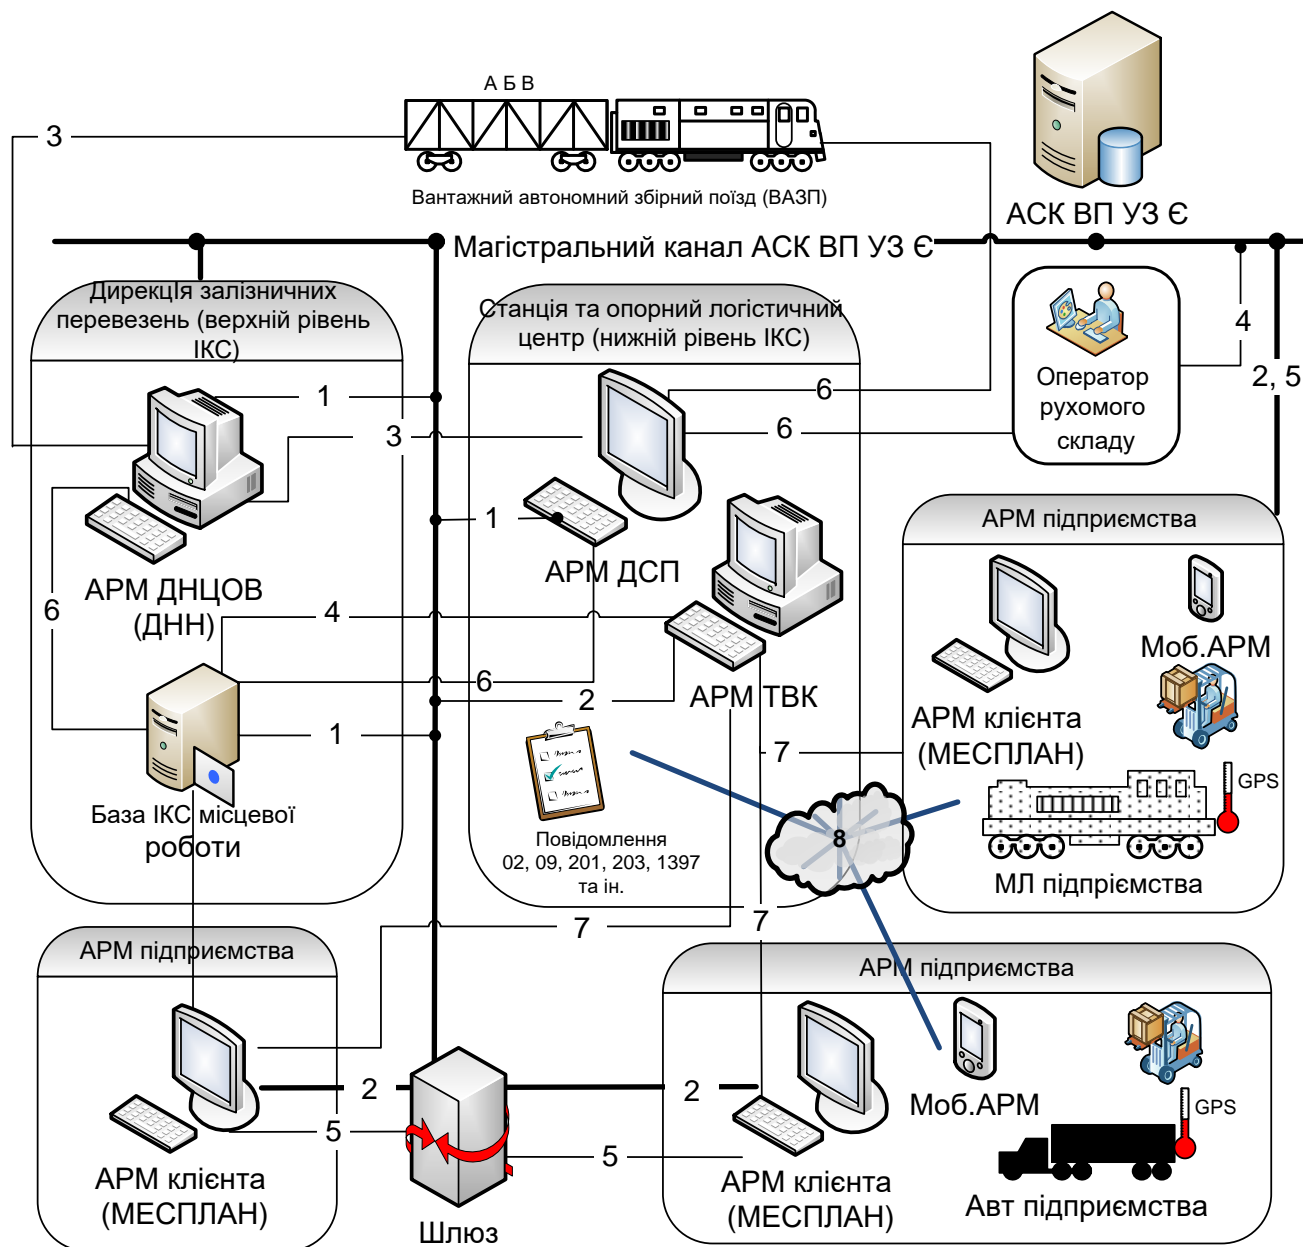 А Б В
3
Вантажний автономний збірний поїзд (ВАЗП)
АСК ВП УЗ Є
Магістральний канал АСК ВП УЗ Є
Дирекція залізничних
перевезень (верхній рівень
ІКС)
Станція та опорний логістичний
центр (нижній рівень ІКС)
4
2, 5
Оператор
рухомого
складу
1
6
3
6
1
АРМ підприємства
АРМ ДНЦОВ
(ДНН)
АРМ ДСП
6
4
Моб.АРМ
6
2
АРМ ТВК
АРМ клієнта
(МЕСПЛАН)
1
7
GPS
База ІКС місцевої
роботи
Повідомлення
02, 09, 201, 203, 1397
та ін.
8
МЛ підпріємства
7
7
АРМ підприємства
АРМ підприємства
2
2
Моб.АРМ
GPS
5
5
АРМ клієнта
(МЕСПЛАН)
Шлюз
АРМ клієнта
(МЕСПЛАН)
Авт підприємства